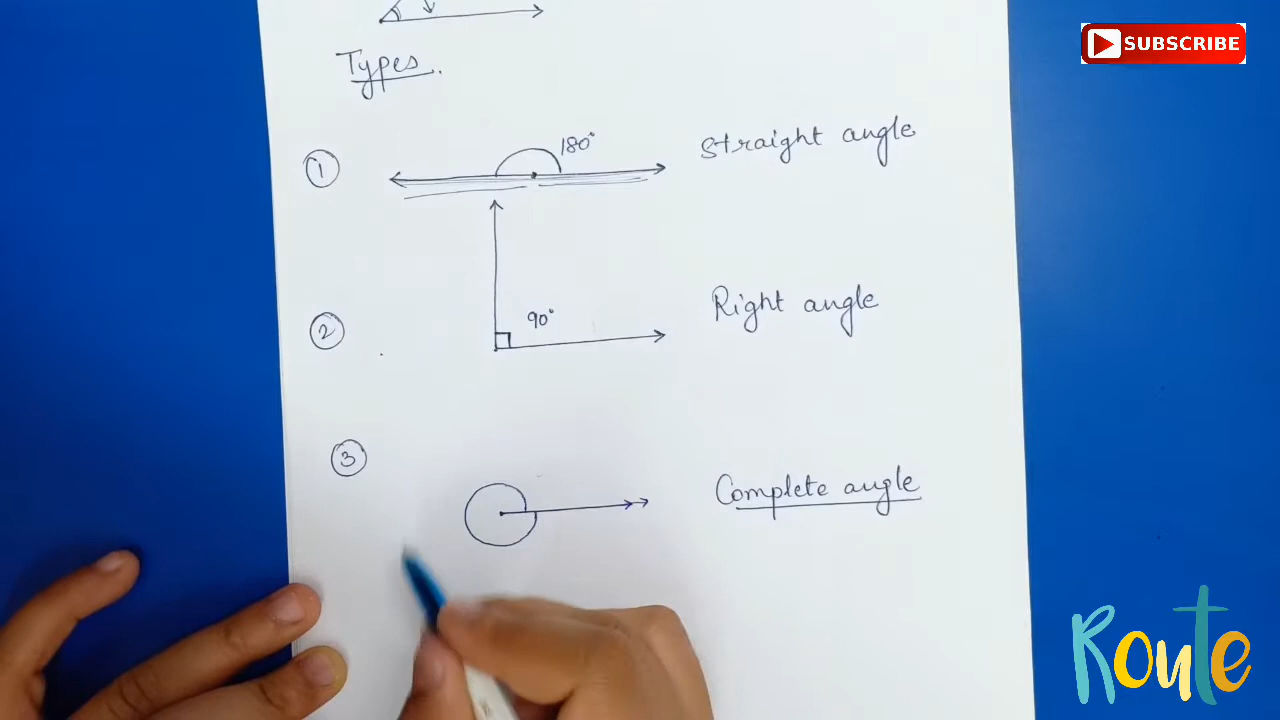 SUBSCRIBE
Types.
1
180°
Straight angle
2
90°
Right angle
3
Complete angle
Route